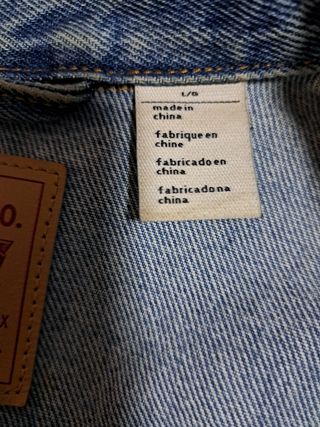 L/G
made in
china
fabrique en
chine
fabricado en
china
fabricado na
china
O.
X